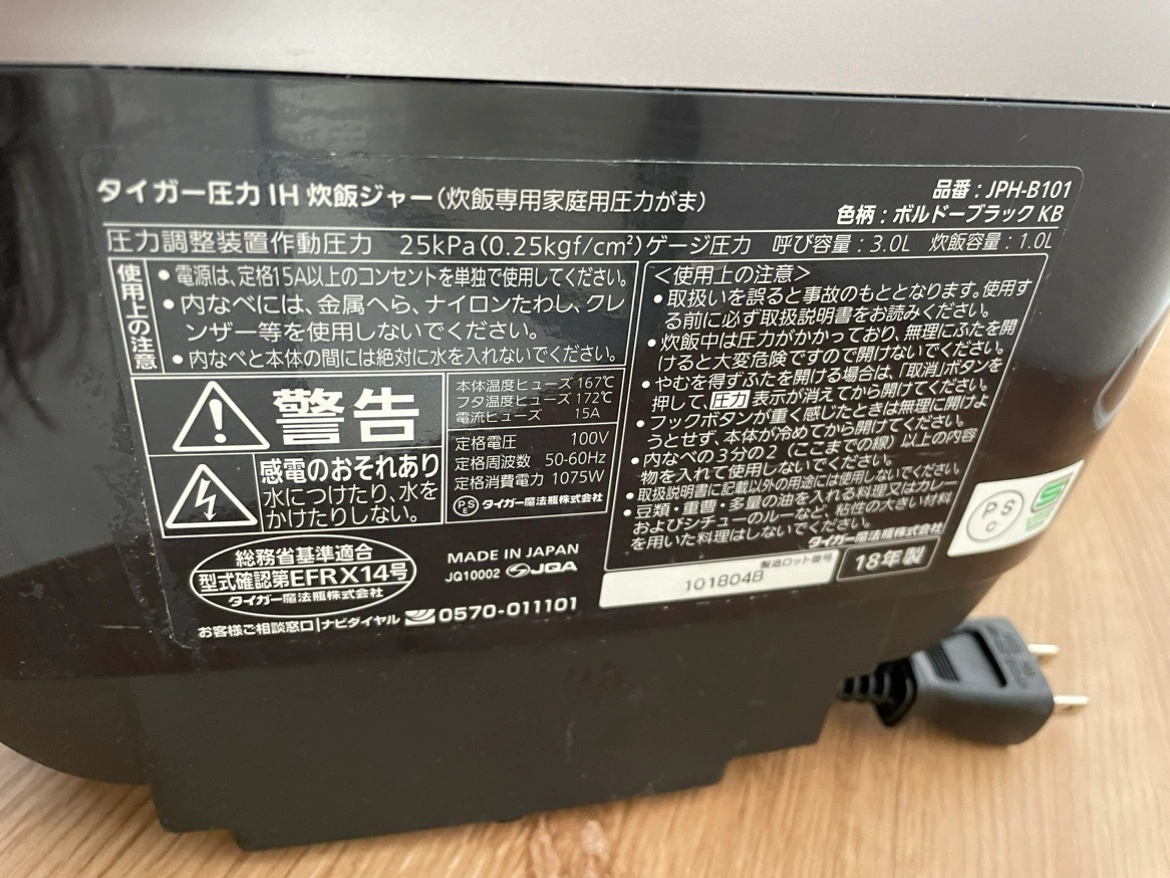 タイガー圧力IH炊飯ジャー(炊飯専用家庭用圧力がま)
品番:JPH-B101
色柄:ボルドーブラックKB
圧力調整装置作動圧力 25kPa(0.25kgf/cm²)ゲージ圧力 呼び容量:3.0L 炊飯容量:1.0L
使用上の注意
•電源は、定格15A以上のコンセントを単独で使用してください。
•内なべには、金属へら、ナイロンたわし、クレ
ンザー等を使用しないでください。
•内なべと本体の間には絶対に水を入れないでください。
警告
感電のおそれあり
水につけたり、水を
かけたりしない。
本体温度ヒューズ 167℃
フタ温度ヒューズ 172℃
電流ヒューズ 15A
定格電圧 100V
定格周波数 50-60Hz
定格消費電力 1075W
PSE タイガー魔法瓶株式会社
<使用上の注意>
•取扱いを誤ると事故のもととなります。使用す
る前に必ず取扱説明書をお読みください。
•炊飯中は圧力がかかっており、無理にふたを開
けると大変危険ですので開けないでください。
•やむを得ずふたを開ける場合は、「取消」ボタンを
押して、圧力表示が消えてから開けてください。
•フックボタンが重く感じたときは無理に開けよ
うとせず、本体が冷めてから開けてください。
•内なべの3分の2(ここまでの線)以上の内容
物を入れて使用しないでください。
•取扱説明書に記載以外の用途には使用しないでください。
•豆類・重曹・多量の油を入れる料理又はカレー
およびシチューのルーなど、粘性の大きい材料
を用いた料理はしないでください。
タイガー魔法瓶株式会社
PSC
総務省基準適合
型式確認第EFRX14号
タイガー魔法瓶株式会社
MADE IN JAPAN
JQ10002 JQA
製造ロット番号
101804B
18年製
お客様ご相談窓口|ナビダイヤル 0570-011101